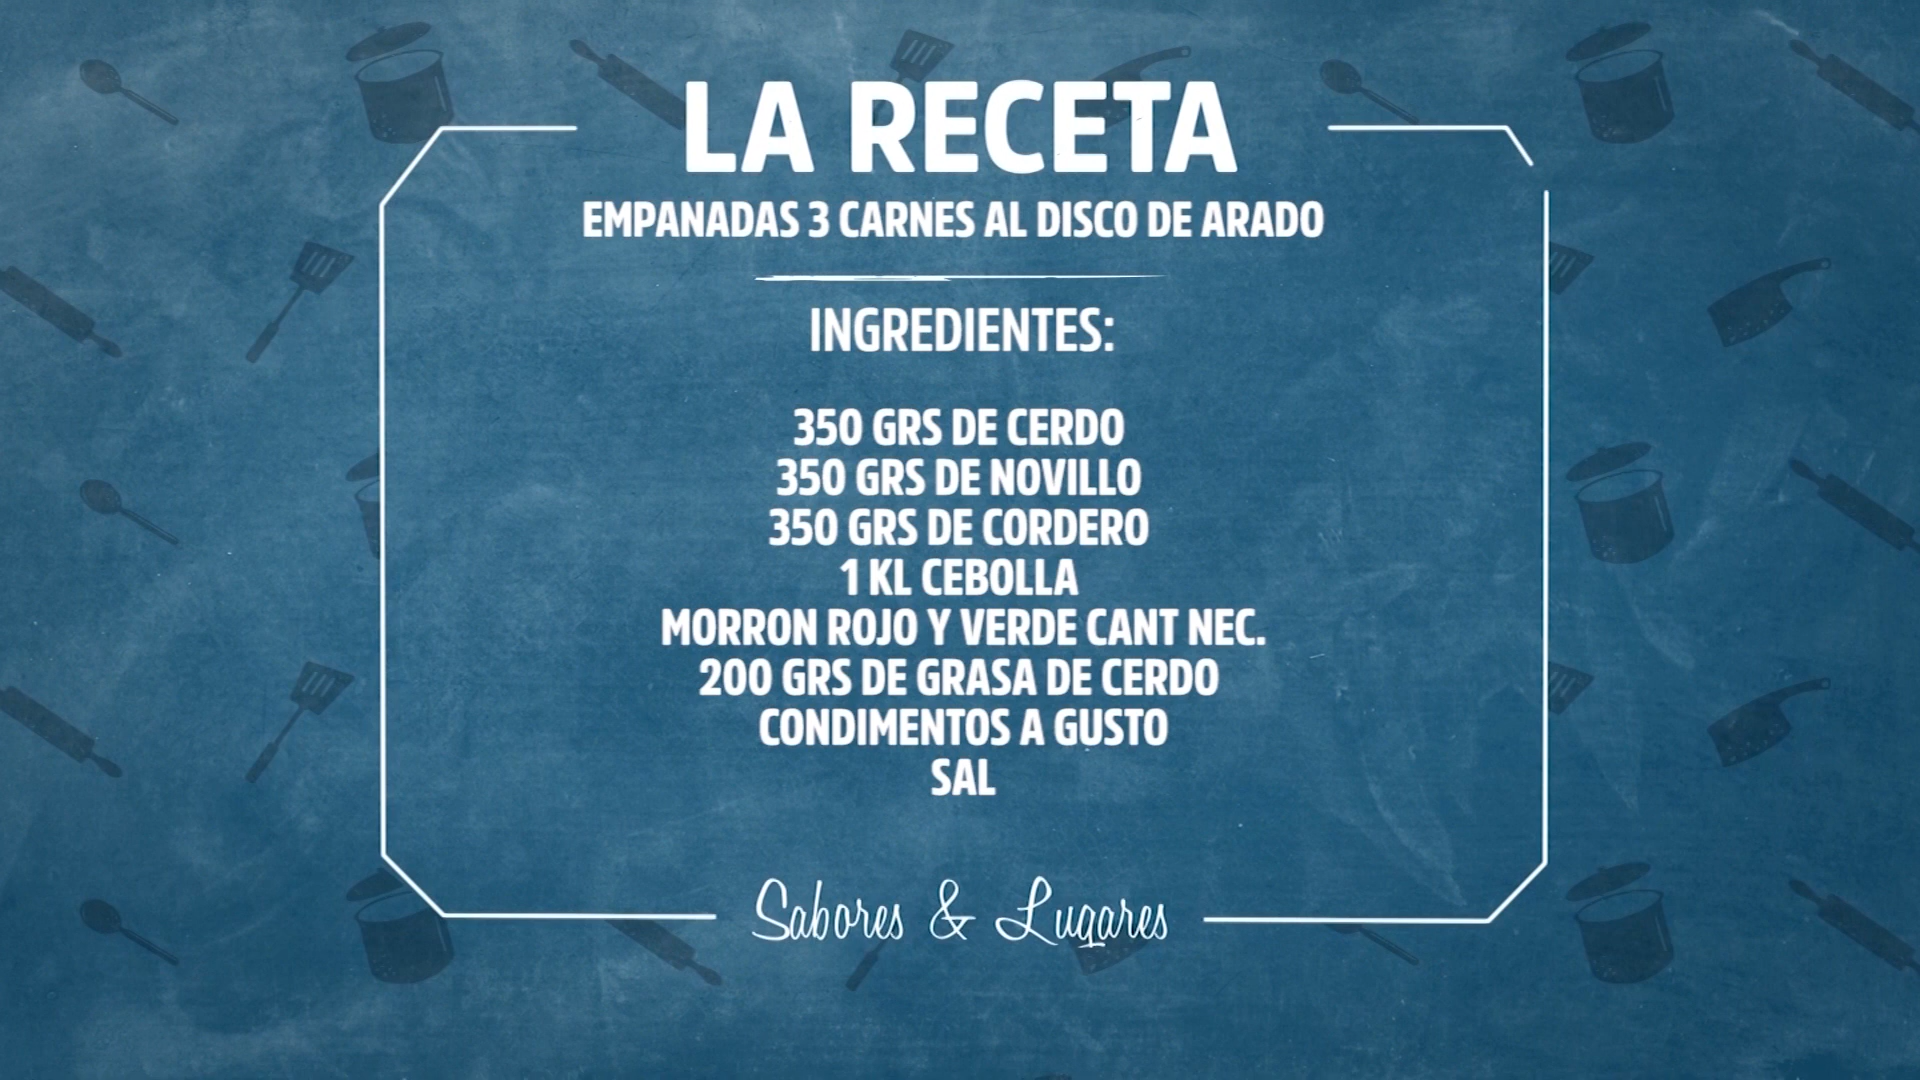 LA RECETA
EMPANADAS 3 CARNES AL DISCO DE ARADO
INGREDIENTES:
350 GRS DE CERDO
350 GRS DE NOVILLO
350 GRS DE CORDERO
1 KL CEBOLLA
MORRON ROJO Y VERDE CANT NEC.
200 GRS DE GRASA DE CERDO
CONDIMENTOS A GUSTO
SAL
Sabores & Lugares